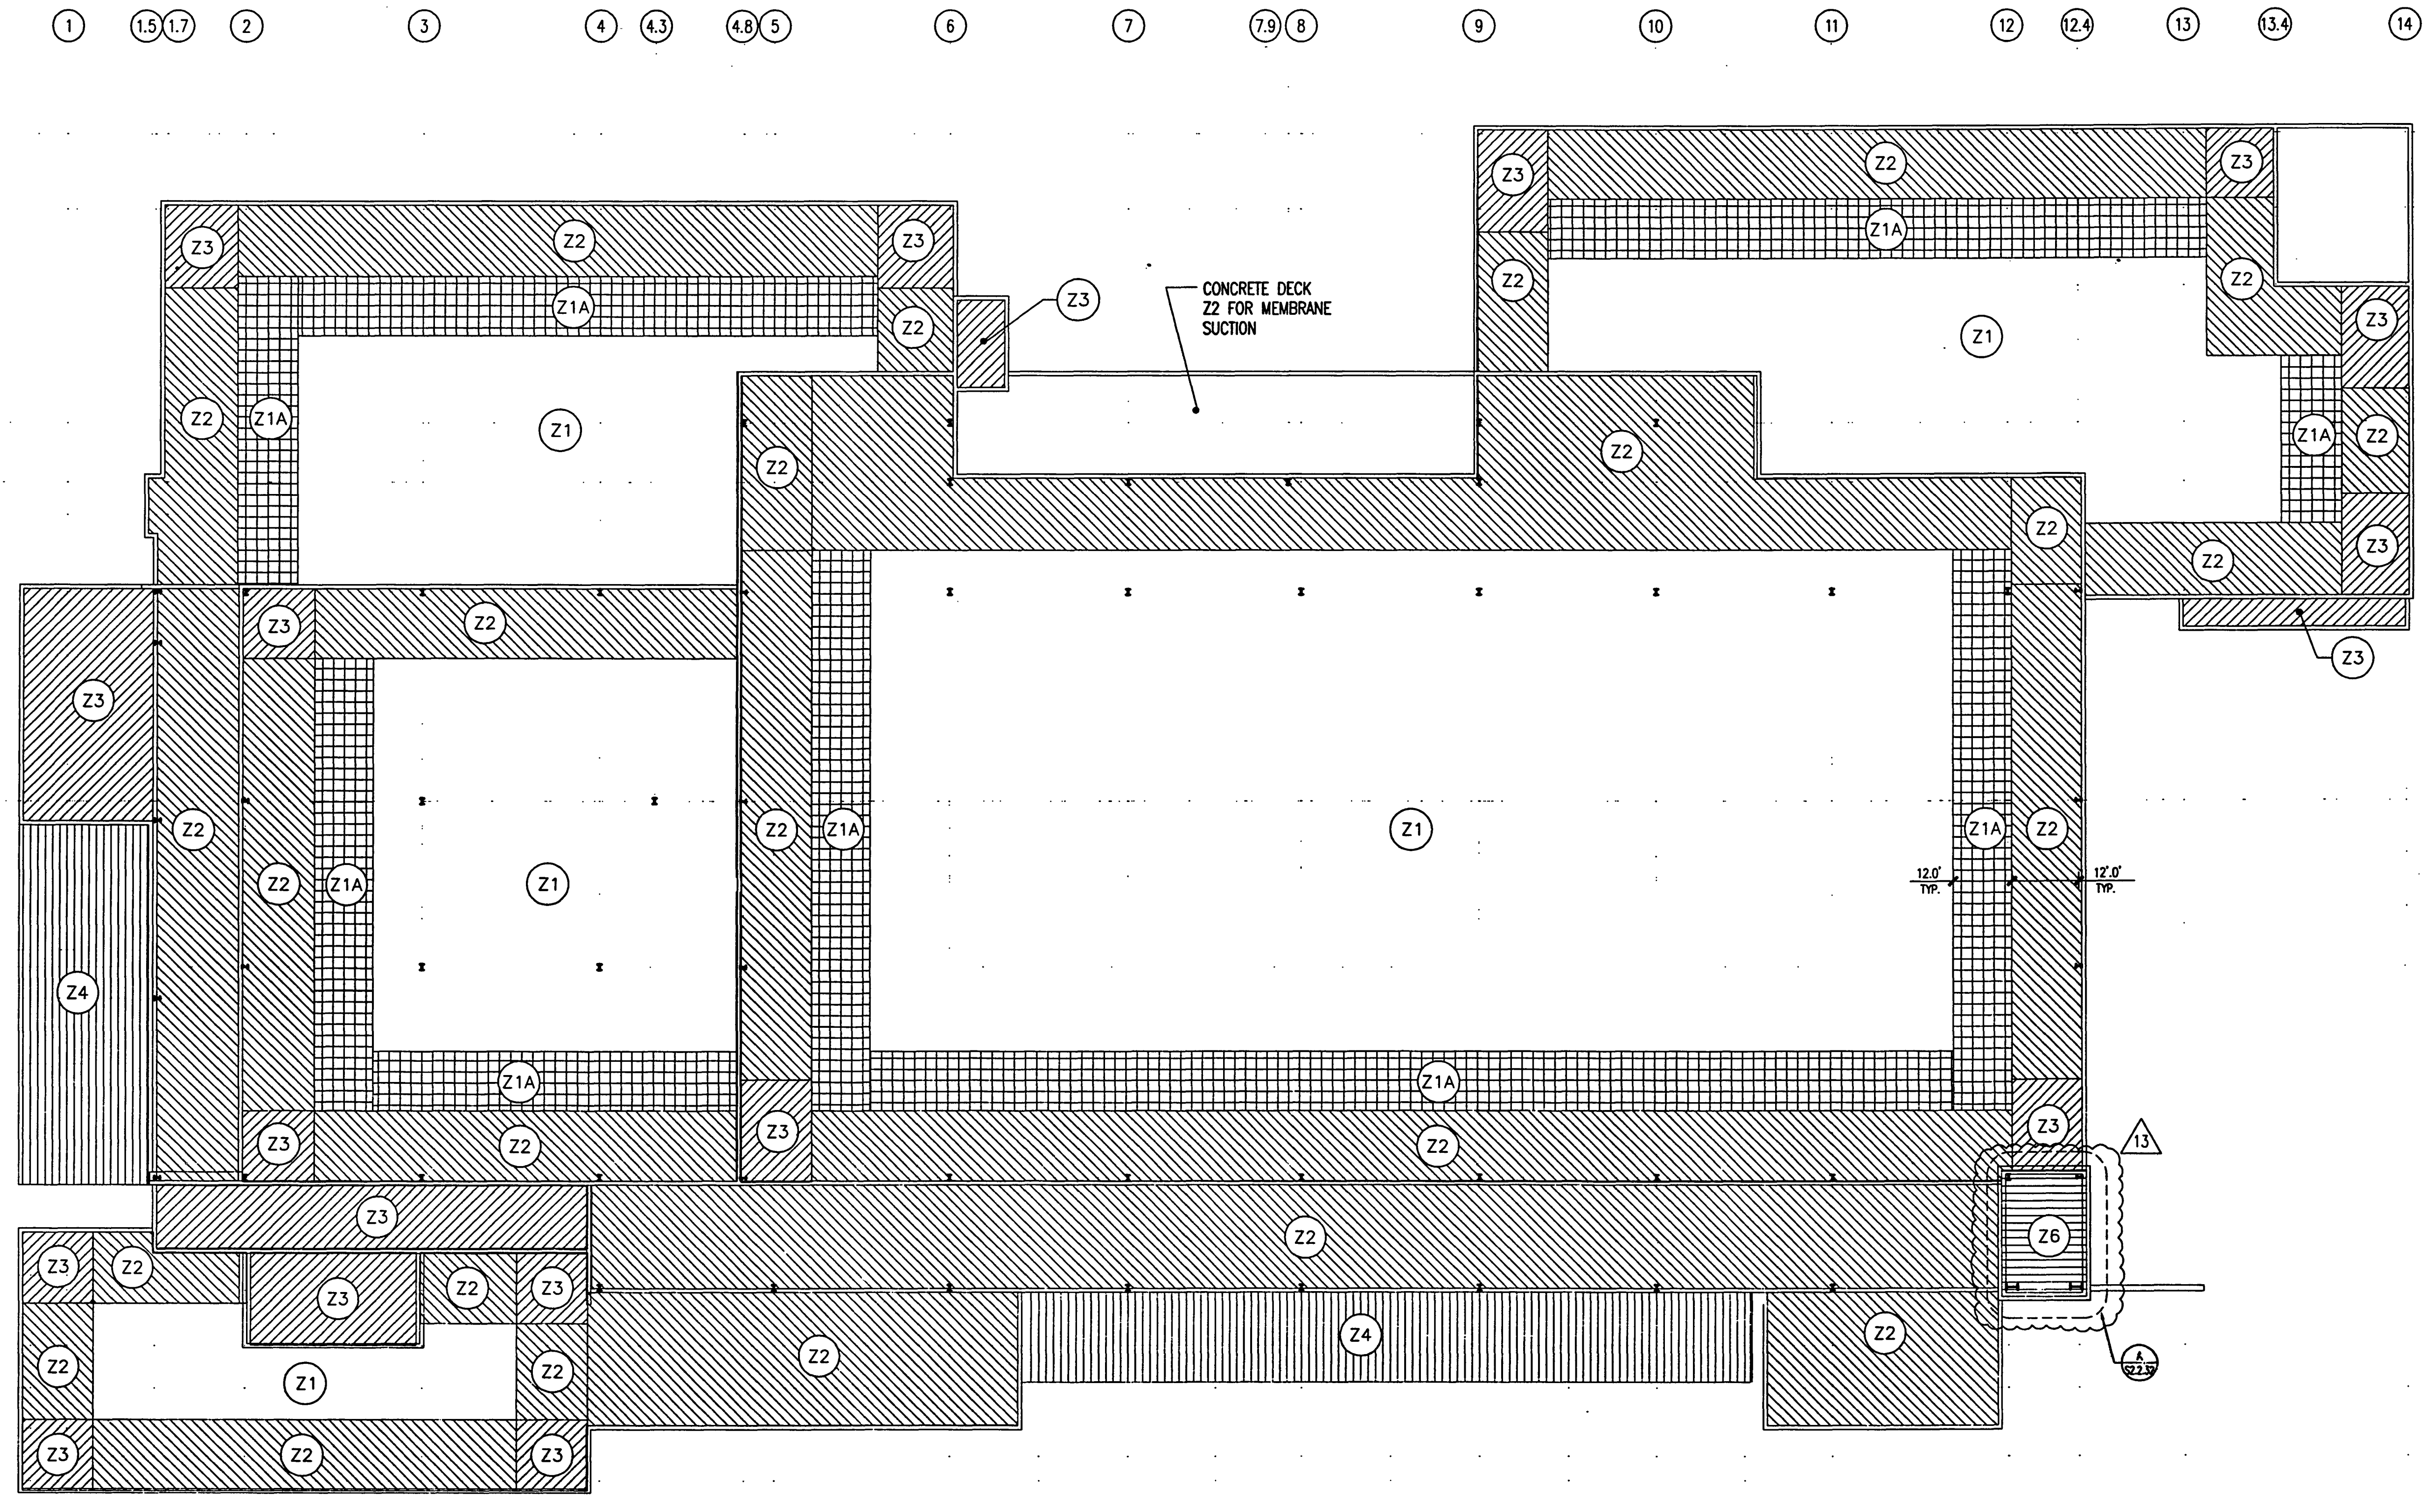 1 1.5 1.7 2 3 4 4.3 4.8 5 6 7 7.9 8 9 10 11 12 12.4 13 13.4 14
Z3 Z2 Z3
Z2 Z3
Z1A
Z3 Z2 Z2
Z3
CONCRETE DECK
Z2 FOR MEMBRANE
SUCTION
Z1A Z2
Z3
Z1
Z2 Z1A Z1
Z1A Z2
Z2 Z2
Z2 Z3
Z2
Z3 Z2
Z3
Z3
Z2 Z2 Z1A Z1 Z1A Z2
12.0'
TYP.
12'.0'
TYP.
Z2 Z1A Z1
Z4
Z1A Z1A
Z3 Z2 Z3 Z2 Z3
13
Z3 Z2 Z6
Z3 Z2 Z3 Z2 Z3
Z2 Z1 Z2 Z2 Z4 Z2
A
Z3 Z2 Z3